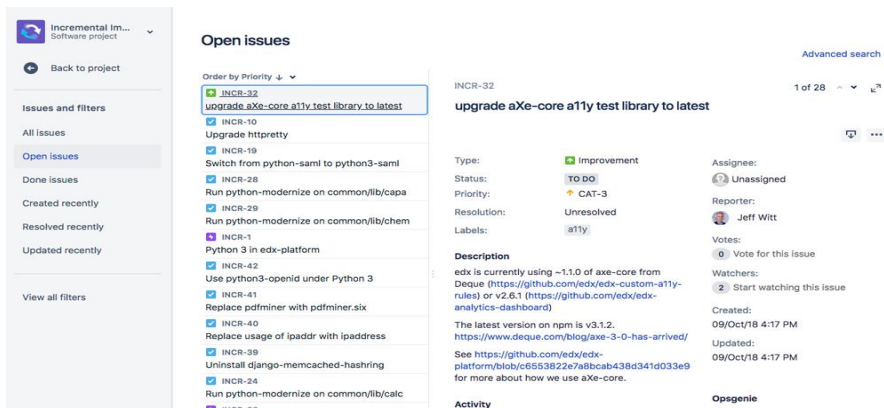 Incremental Im...
Software project
Back to project
Issues and filters
All issues
Open issues
Done issues
Created recently
Resolved recently
Updated recently
View all filters
Open issues
Advanced search
Order by Priority
INCR-32
upgrade aXe-core a11y test library to latest
INCR-10
Upgrade httpretty
INCR-19
Switch from python-saml to python3-saml
INCR-28
Run python-modernize on common/lib/capa
INCR-29
Run python-modernize on common/lib/chem
INCR-1
Python 3 in edx-platform
INCR-42
Use python3-openid under Python 3
INCR-41
Replace pdfminer with pdfminer.six
INCR-40
Replace usage of ipaddr with ipaddress
INCR-39
Uninstall django-memcached-hashring
INCR-24
Run python-modernize on common/lib/calc
INCR-32
1 of 28
upgrade aXe-core a11y test library to latest
Type: Improvement
Status: TO DO
Priority: CAT-3
Resolution: Unresolved
Labels: a11y
Description
edx is currently using ~1.1.0 of axe-core from
Deque (https://github.com/edx/edx-custom-a11y-
rules) or v2.6.1 (https://github.com/edx/edx-
analytics-dashboard)
The latest version on npm is v3.1.2.
https://www.deque.com/blog/axe-3-0-has-arrived/
See https://github.com/edx/edx-
platform/blob/c6553822e7a8bcab438d341d033e9
for more about how we use aXe-core.
Activity
Assignee:
Unassigned
Reporter:
Jeff Witt
Votes:
0 Vote for this issue
Watchers:
2 Start watching this issue
Created:
09/Oct/18 4:17 PM
Updated:
09/Oct/18 4:17 PM
Opsgenie